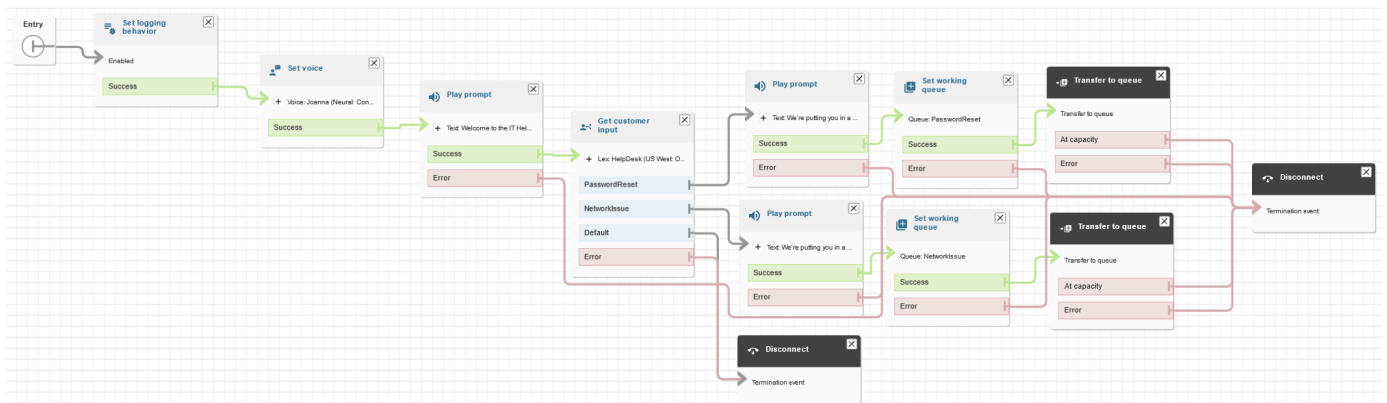 Entry
Set logging
behavior
Enabled
Success
Set voice
+ Voice: Joanna (Neural: Con...
Success
Play prompt
+ Text: Welcome to the IT Hel...
Success
Error
Get customer
input
+ Lex: HelpDesk (US West: O...
PasswordReset
NetworkIssue
Default
Error
Play prompt
+ Text: We're putting you in a ...
Success
Error
Set working
queue
Queue: PasswordReset
Success
Error
Transfer to queue
Transfer to queue
At capacity
Error
Play prompt
+ Text: We're putting you in a ...
Success
Error
Set working
queue
Queue: NetworkIssue
Success
Error
Transfer to queue
Transfer to queue
At capacity
Error
Disconnect
Termination event
Disconnect
Termination event